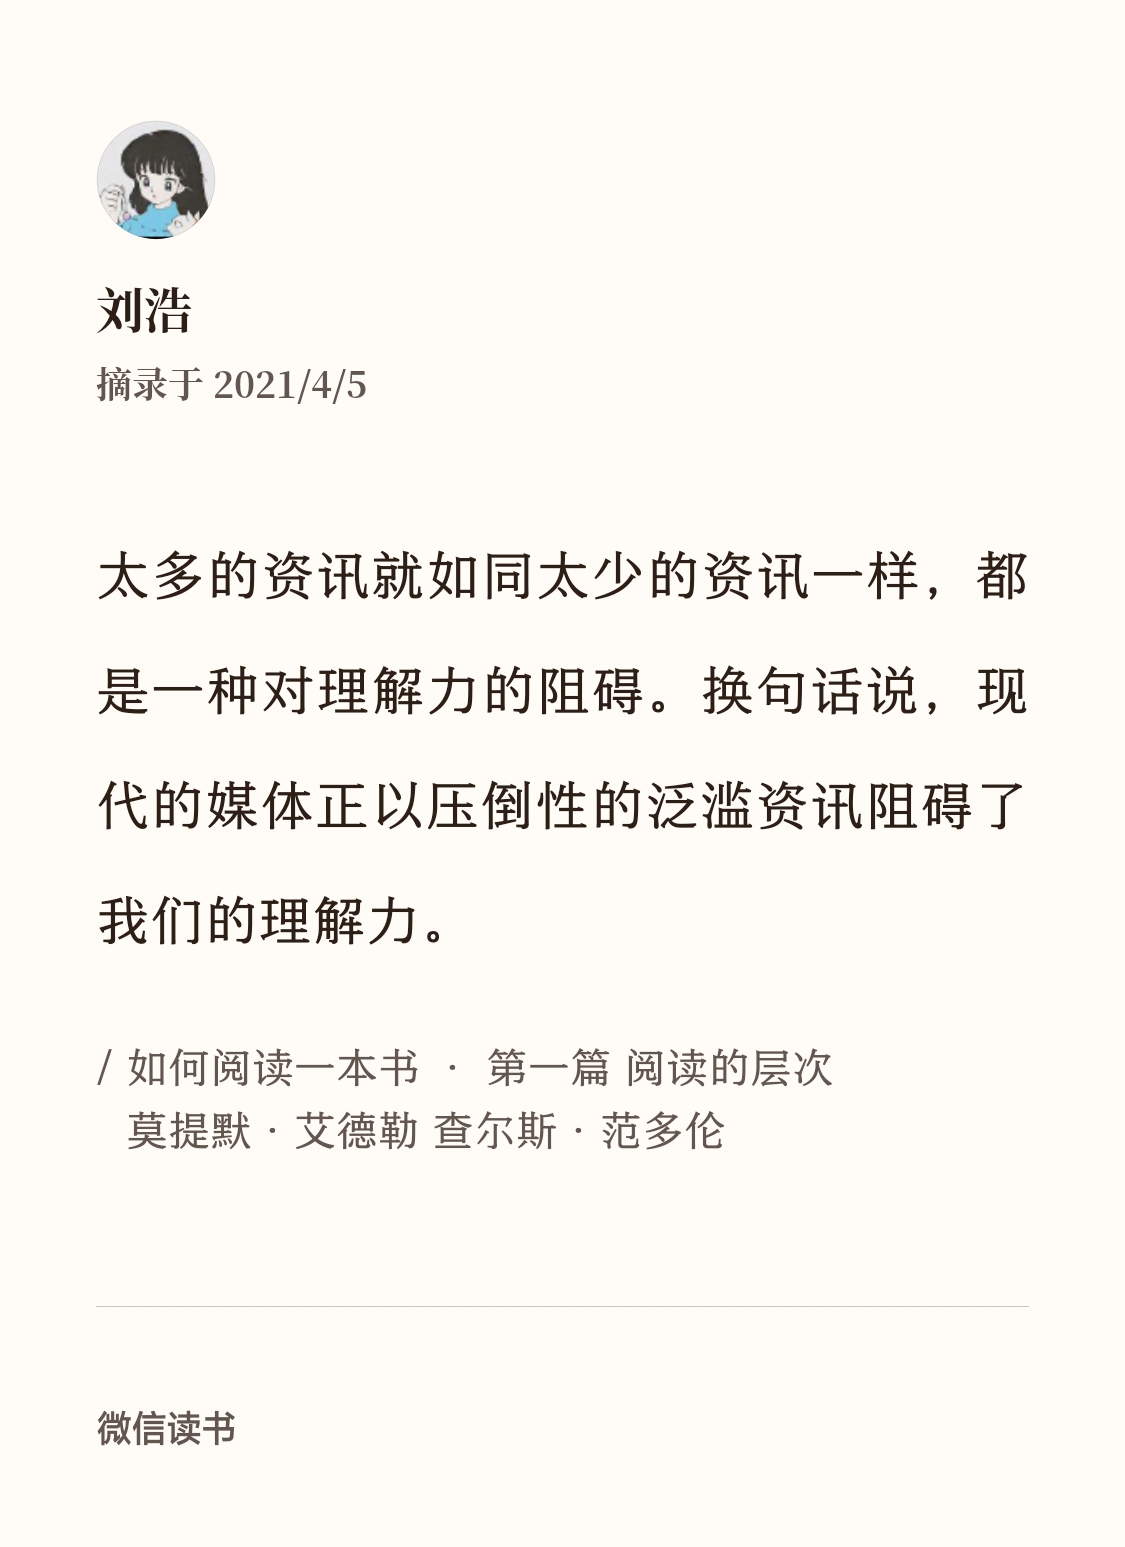 刘浩
摘录于 2021/4/5
太多的资讯就如同太少的资讯一样，都
是一种对理解力的阻碍。换句话说，现
代的媒体正以压倒性的泛滥资讯阻碍了
我们的理解力。
/ 如何阅读一本书 · 第一篇 阅读的层次
莫提默 · 艾德勒 查尔斯 · 范多伦
微信读书